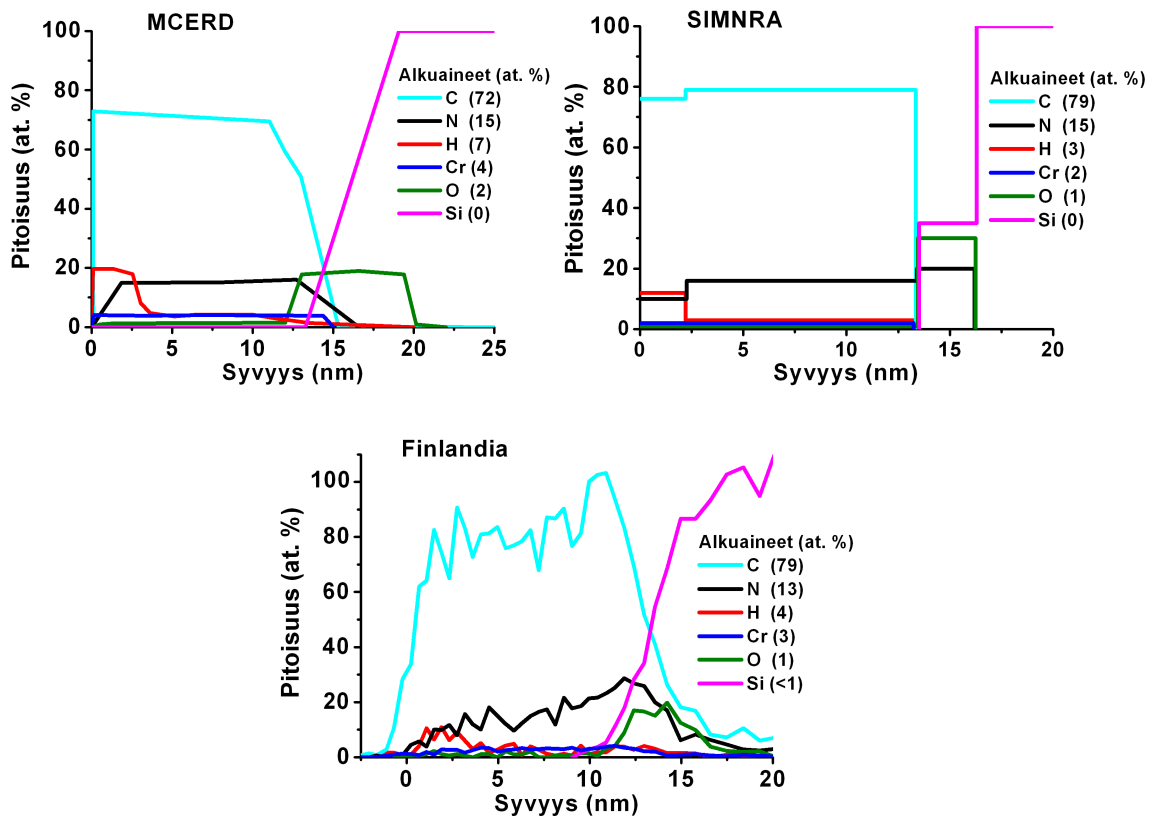 MCERD
Pitoisuus (at. %)
100
80
60
40
20
0
0 5 10 15 20 25
Syvyys (nm)
Alkuaineet (at. %)
C (72)
N (15)
H (7)
Cr (4)
O (2)
Si (0)
SIMNRA
Pitoisuus (at. %)
100
80
60
40
20
0
0 5 10 15 20
Syvyys (nm)
Alkuaineet (at. %)
C (79)
N (15)
H (3)
Cr (2)
O (1)
Si (0)
Finlandia
Pitoisuus (at. %)
100
80
60
40
20
0
0 5 10 15 20
Syvyys (nm)
Alkuaineet (at. %)
C (79)
N (13)
H (4)
Cr (3)
O (1)
Si (<1)